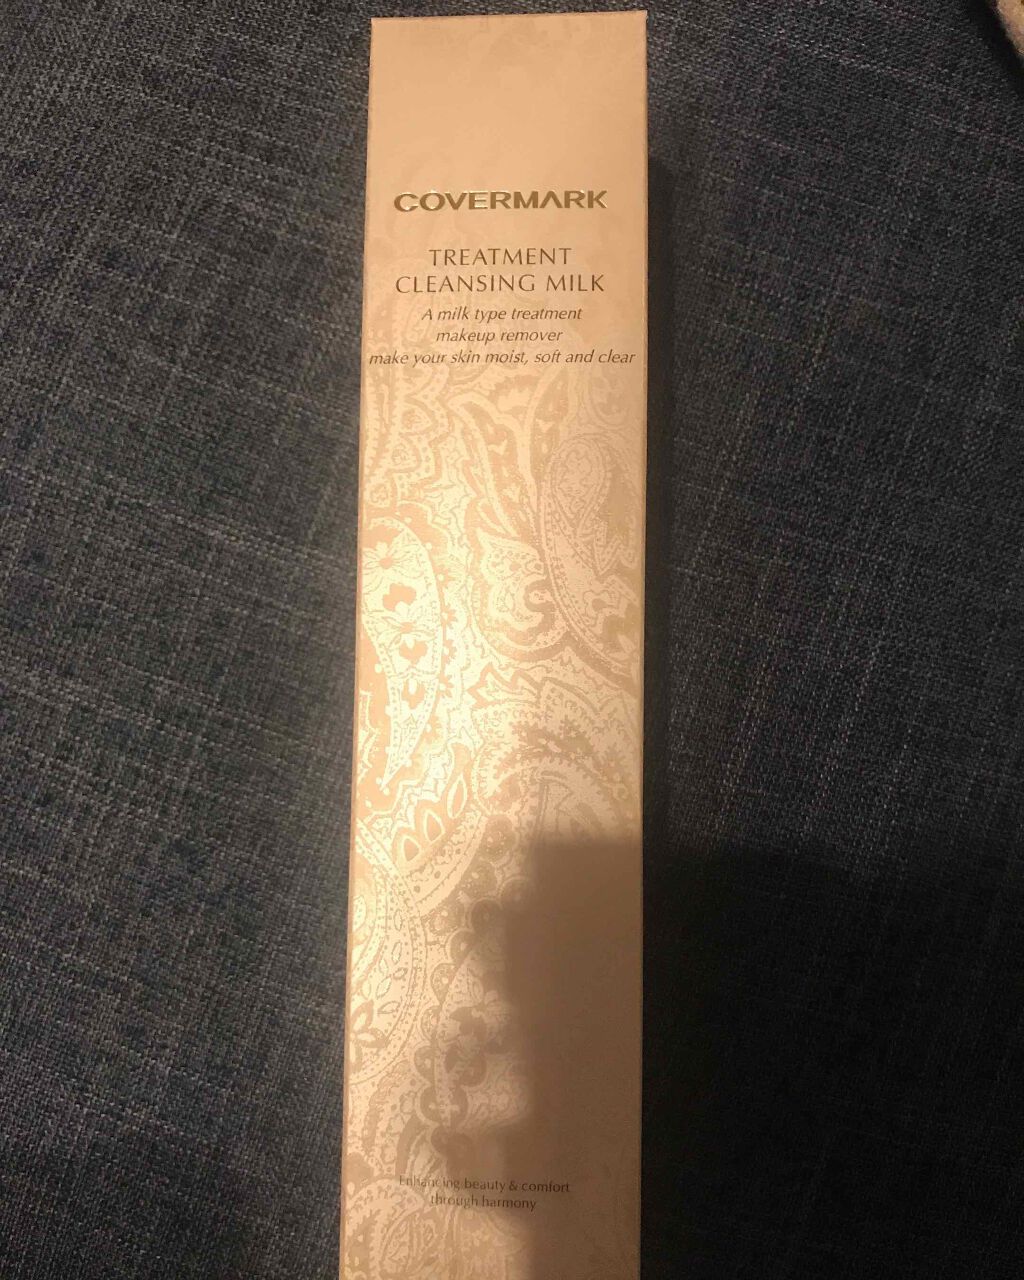 COVERMARK
TREATMENT
CLEANSING MILK
A milk type treatment
makeup remover
make your skin moist, soft and clear
Enhancing beauty & comfort
through harmony